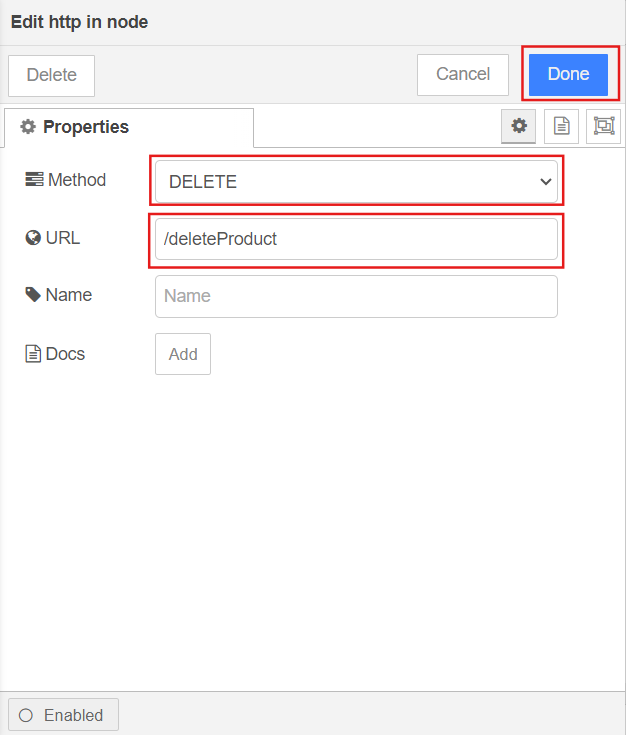 Edit http in node
Delete
Cancel
Done
Properties
Method
DELETE
URL
/deleteProduct
Name
Name
Docs
Add
Enabled